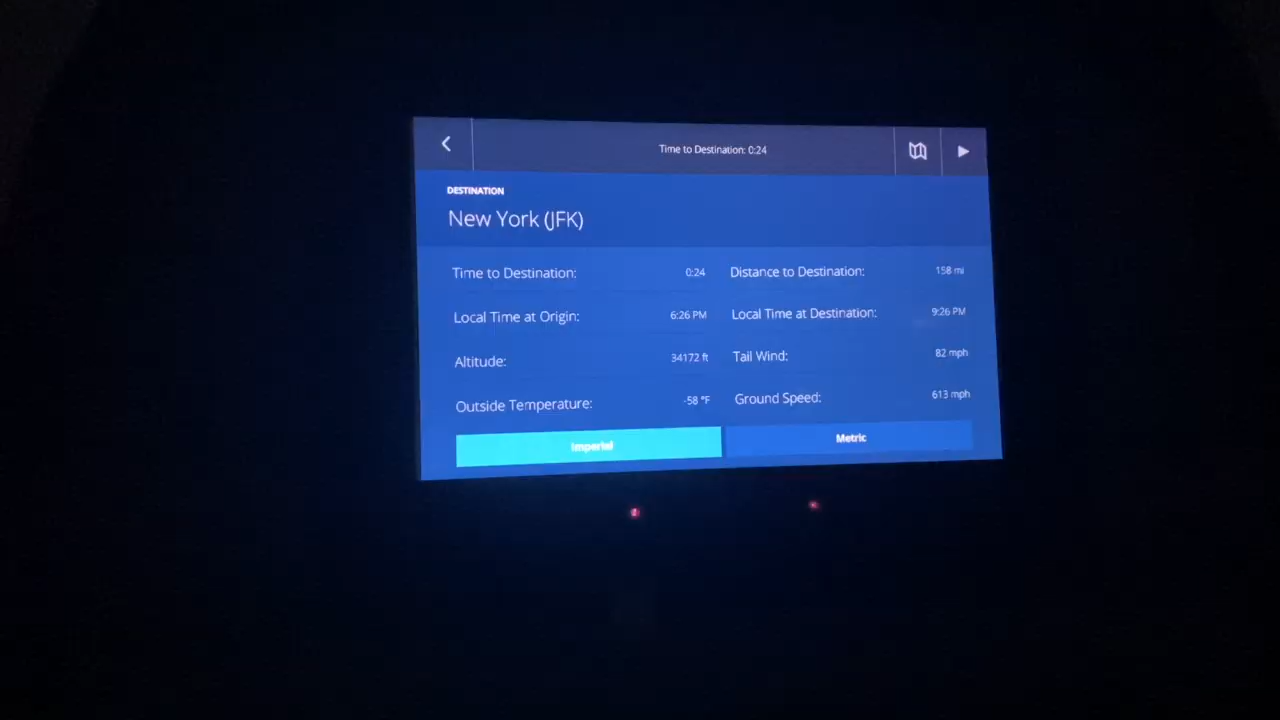 Time to Destination: 0:24
DESTINATION
New York (JFK)
Time to Destination: 0:24 Distance to Destination: 158 mi
Local Time at Origin: 6:26 PM Local Time at Destination: 9:26 PM
Altitude: 34172 ft Tail Wind: 82 mph
Outside Temperature: -58 °F Ground Speed: 613 mph
Imperial Metric